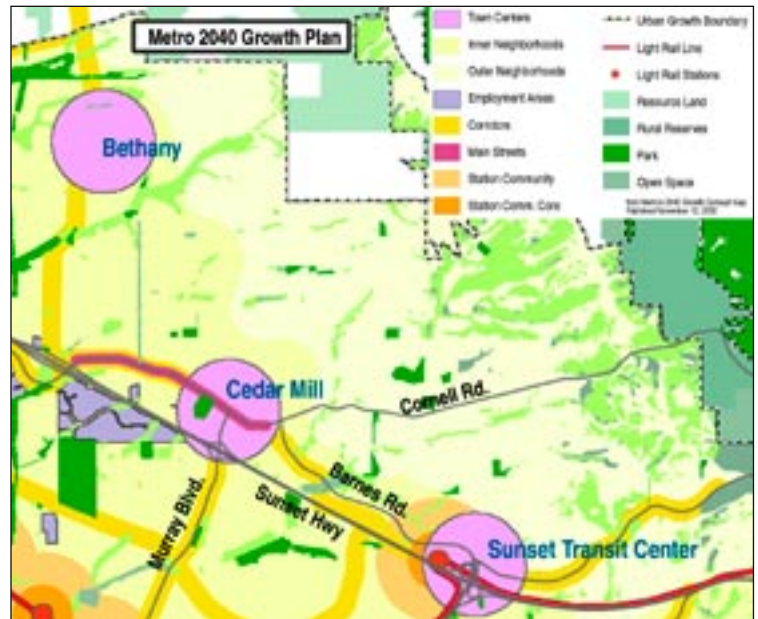 Metro 2040 Growth Plan
Town Centers
Inner Neighborhoods
Outer Neighborhoods
Employment Areas
Corridors
Main Streets
Station Community
Station Comm. Core
Urban Growth Boundary
Light Rail Line
Light Rail Stations
Resource Land
Rural Reserves
Park
Open Space
Bethany
Cedar Mill
Cornell Rd.
Barnes Rd.
Sunset Hwy
Murray Blvd.
Sunset Transit Center